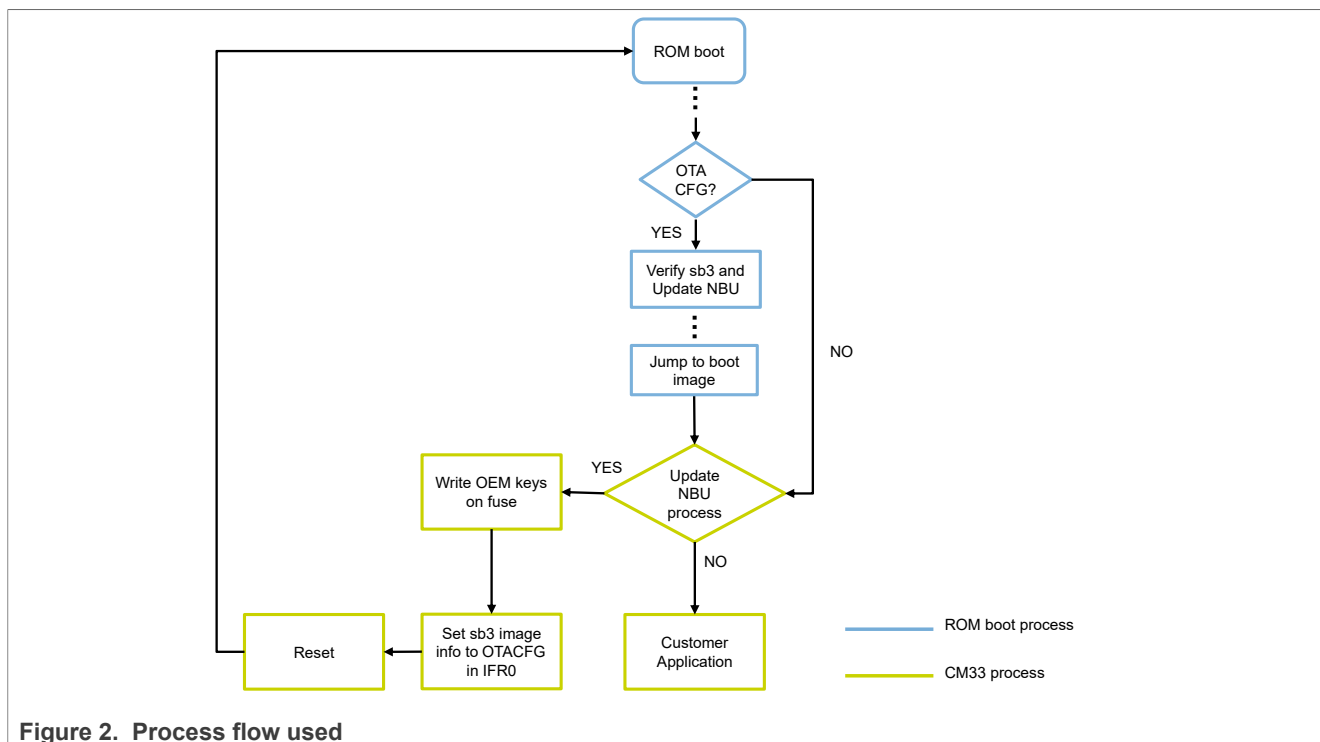 ROM boot
OTA
CFG?
YES
Verify sb3 and
Update NBU
NO
Jump to boot
image
YES
Update
NBU
process
Write OEM keys
on fuse
NO
Reset
Set sb3 image
info to OTACFG
in IFR0
Customer
Application
ROM boot process
CM33 process
Figure 2. Process flow used